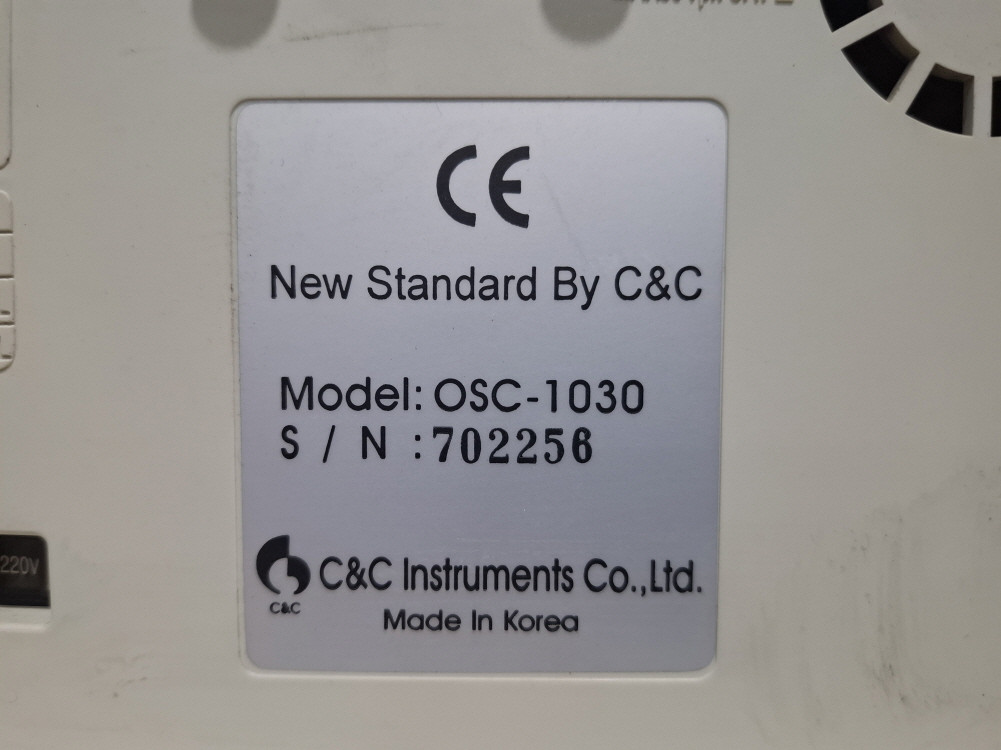 CE
New Standard By C&C
Model: OSC-1030
S / N :702256
C&C Instruments Co.,Ltd.
C&C
Made In Korea
220V